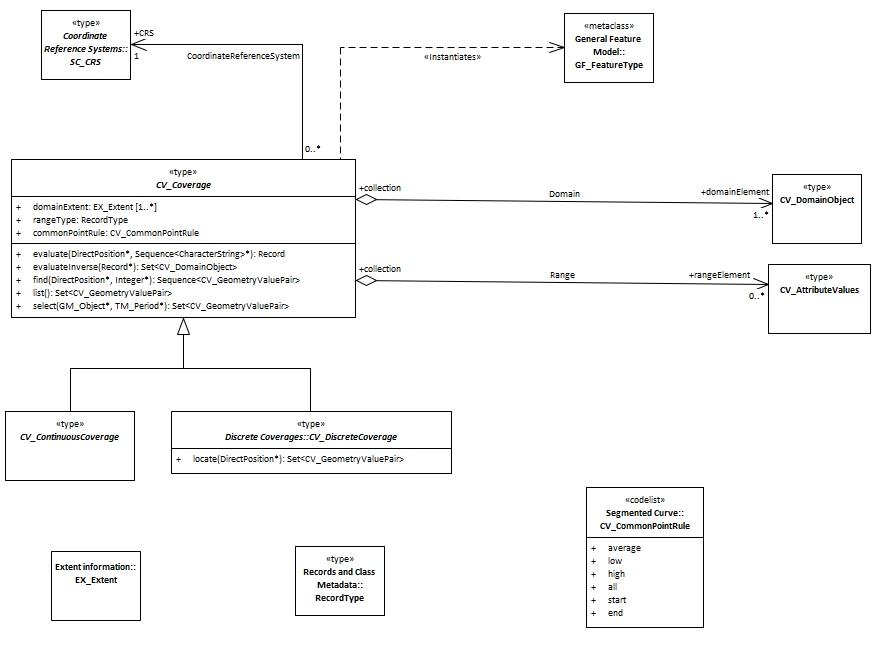 «type»
Coordinate
Reference Systems::
SC_CRS
+CRS
1
CoordinateReferenceSystem
0..*
«Instantiates»
«metaclass»
General Feature
Model::
GF_FeatureType
«type»
CV_Coverage
+ domainExtent: EX_Extent [1..*]
+ rangeType: RecordType
+ commonPointRule: CV_CommonPointRule
+ evaluate(DirectPosition*, Sequence<CharacterString>*): Record
+ evaluateInverse(Record*): Set<CV_DomainObject>
+ find(DirectPosition*, Integer*): Sequence<CV_GeometryValuePair>
+ list(): Set<CV_GeometryValuePair>
+ select(GM_Object*, TM_Period*): Set<CV_GeometryValuePair>
+collection
Domain
+domainElement
1..*
«type»
CV_DomainObject
+collection
Range
+rangeElement
0..*
«type»
CV_AttributeValues
«type»
CV_ContinuousCoverage
«type»
Discrete Coverages::CV_DiscreteCoverage
+ locate(DirectPosition*): Set<CV_GeometryValuePair>
Extent information::
EX_Extent
«type»
Records and Class
Metadata::
RecordType
«codelist»
Segmented Curve::
CV_CommonPointRule
+ average
+ low
+ high
+ all
+ start
+ end